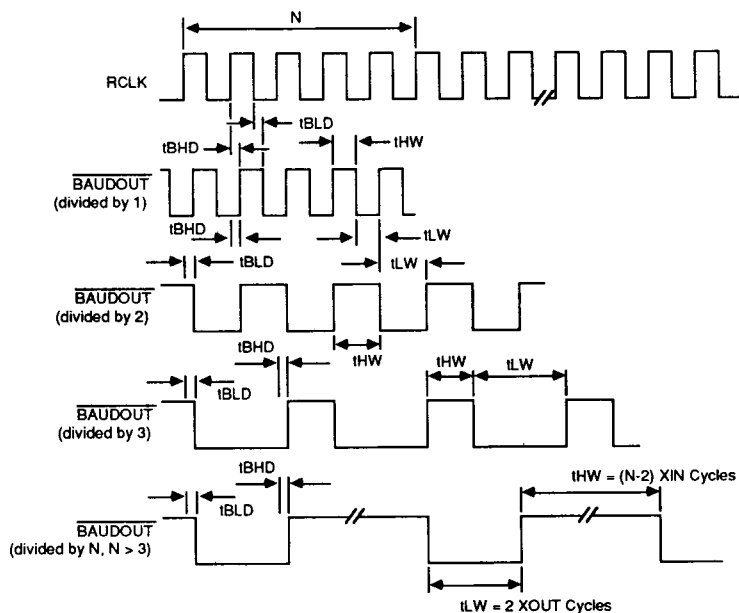 N
RCLK
tBLD
tBHD
tHW
BAUDOUT
(divided by 1)
tBHD
tLW
tBLD
tLW
BAUDOUT
(divided by 2)
tBHD
tHW
tHW
tLW
tBLD
BAUDOUT
(divided by 3)
tBHD
tHW = (N-2) XIN Cycles
tBLD
BAUDOUT
(divided by N, N > 3)
tLW = 2 XOUT Cycles